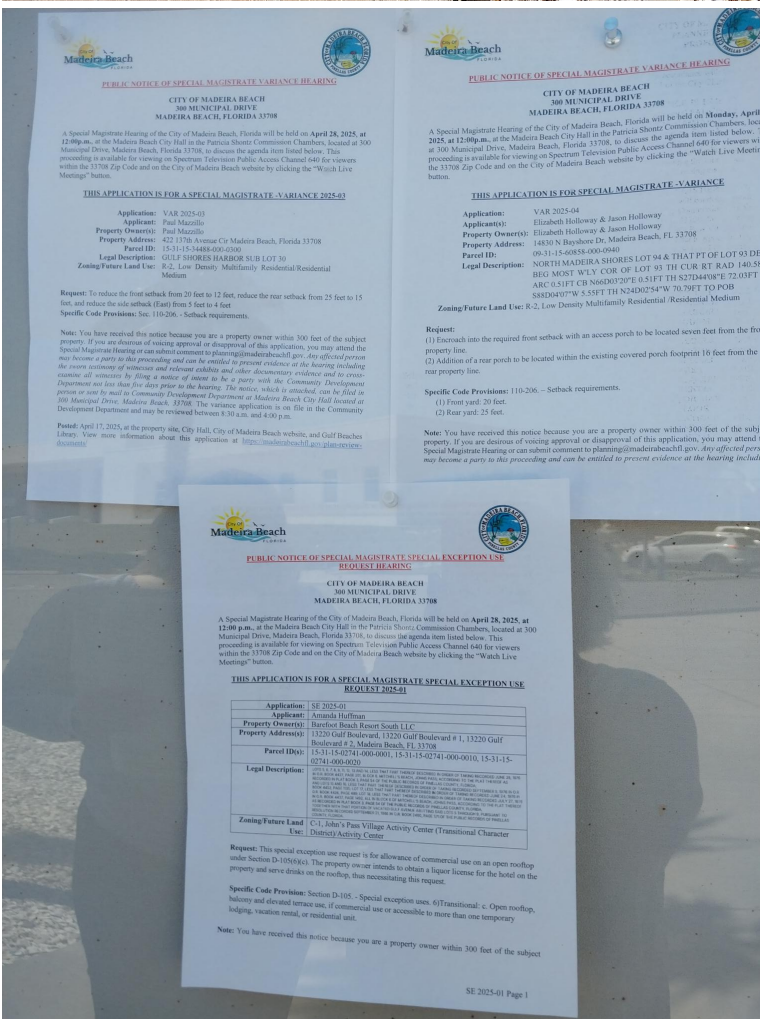 City of
Madeira Beach
FLORIDA
PUBLIC NOTICE OF SPECIAL MAGISTRATE VARIANCE HEARING
CITY OF MADEIRA BEACH
300 MUNICIPAL DRIVE
MADEIRA BEACH, FLORIDA 33708
A Special Magistrate Hearing of the City of Madeira Beach, Florida will be held on April 28, 2025, at
12:00p.m., at the Madeira Beach City Hall in the Patricia Shontz Commission Chambers, located at 300
Municipal Drive, Madeira Beach, Florida 33708, to discuss the agenda item listed below. This
proceeding is available for viewing on Spectrum Television Public Access Channel 640 for viewers
within the 33708 Zip Code and on the City of Madeira Beach website by clicking the "Watch Live
Meetings" button.
THIS APPLICATION IS FOR A SPECIAL MAGISTRATE -VARIANCE 2025-03
Application: VAR 2025-03
Applicant: Paul Mazzillo
Property Owner(s): Paul Mazzillo
Property Address: 422 137th Avenue Cir Madeira Beach, Florida 33708
Parcel ID: 15-31-15-34488-000-0300
Legal Description: GULF SHORES HARBOR SUB LOT 30
Zoning/Future Land Use: R-2, Low Density Multifamily Residential/Residential
Medium
Request: To reduce the front setback from 20 feet to 12 feet, reduce the rear setback from 25 feet to 15
feet, and reduce the side setback (East) from 5 feet to 4 feet.
Specific Code Provisions: Sec. 110-206. - Setback requirements.
Note: You have received this notice because you are a property owner within 300 feet of the subject
property. If you are desirous of voicing approval or disapproval of this application, you may attend the
Special Magistrate Hearing or can submit comment to planning@madeirabeachfl.gov. Any affected person
may become a party to this proceeding and can be entitled to present evidence at the hearing including
the sworn testimony of witnesses and relevant exhibits and other documentary evidence and to cross-
examine all witnesses by filing a notice of intent to be a party with the Community Development
Department not less than five days prior to the hearing. The notice, which is attached, can be filed in
person or sent by mail to Community Development Department at Madeira Beach City Hall located at
300 Municipal Drive, Madeira Beach, 33708. The variance application is on file in the Community
Development Department and may be reviewed between 8:30 a.m. and 4:00 p.m.
Posted: April 17, 2025, at the property site, City Hall, City of Madeira Beach website, and Gulf Beaches
Library. View more information about this application at https://madeirabeachfl.gov/plan-review-
documents/
City of
Madeira Beach
FLORIDA
PUBLIC NOTICE OF SPECIAL MAGISTRATE VARIANCE HEARING
CITY OF MADEIRA BEACH
300 MUNICIPAL DRIVE
MADEIRA BEACH, FLORIDA 33708
A Special Magistrate Hearing of the City of Madeira Beach, Florida will be held on Monday, April
2025, at 12:00p.m., at the Madeira Beach City Hall in the Patricia Shontz Commission Chambers,
at 300 Municipal Drive, Madeira Beach, Florida 33708, to discuss the agenda item listed below.
proceeding is available for viewing on Spectrum Television Public Access Channel 640 for viewers
the 33708 Zip Code and on the City of Madeira Beach website by clicking the "Watch Live
button.
THIS APPLICATION IS FOR SPECIAL MAGISTRATE -VARIANCE
Application: VAR 2025-04
Applicant(s): Elizabeth Holloway & Jason Holloway
Property Owner(s): Elizabeth Holloway & Jason Holloway
Property Address: 14830 N Bayshore Dr, Madeira Beach, FL 33708
Parcel ID: 09-31-15-60858-000-0940
Legal Description: NORTH MADEIRA SHORES LOT 94 & THAT PT OF LOT 93
BEG MOST W'LY COR OF LOT 93 TH CUR RT RAD 140.58
ARC 0.51FT CB N66D03'20"E 0.51FT TH S27D44'08"E 72.03FT
S88D04'07"W 5.55FT TH N24D02'54"W 70.79FT TO POB
Zoning/Future Land Use: R-2, Low Density Multifamily Residential /Residential Medium
Request:
(1) Encroach into the required front setback with an access porch to be located seven feet from the
property line.
(2) Addition of a rear porch to be located within the existing covered porch footprint 16 feet from the
rear property line.
Specific Code Provisions: 110-206. – Setback requirements.
(1) Front yard: 20 feet.
(2) Rear yard: 25 feet.
Note: You have received this notice because you are a property owner within 300 feet of the
property. If you are desirous of voicing approval or disapproval of this application, you may attend
Special Magistrate Hearing or can submit comment to planning@madeirabeachfl.gov. Any affected
may become a party to this proceeding and can be entitled to present evidence at the hearing
City of
Madeira Beach
FLORIDA
PUBLIC NOTICE OF SPECIAL MAGISTRATE SPECIAL EXCEPTION USE
REQUEST HEARING
CITY OF MADEIRA BEACH
300 MUNICIPAL DRIVE
MADEIRA BEACH, FLORIDA 33708
A Special Magistrate Hearing of the City of Madeira Beach, Florida will be held on April 28, 2025, at
12:00 p.m., at the Madeira Beach City Hall in the Patricia Shontz Commission Chambers, located at 300
Municipal Drive, Madeira Beach, Florida 33708, to discuss the agenda item listed below. This
proceeding is available for viewing on Spectrum Television Public Access Channel 640 for viewers
within the 33708 Zip Code and on the City of Madeira Beach website by clicking the "Watch Live
Meetings" button.
THIS APPLICATION IS FOR A SPECIAL MAGISTRATE SPECIAL EXCEPTION USE
REQUEST 2025-01
Application: SE 2025-01
Applicant: Amanda Huffman
Property Owner(s): Barefoot Beach Resort South LLC
Property Address(s): 13220 Gulf Boulevard, 13220 Gulf Boulevard # 1, 13220 Gulf
Boulevard # 2, Madeira Beach, FL 33708
Parcel ID(s): 15-31-15-02741-000-0001, 15-31-15-02741-000-0010, 15-31-15-
02741-000-0020
Legal Description:
Zoning/Future Land Use: C-1, John's Pass Village Activity Center (Transitional Character
District)/Activity Center
Request: This special exception use request is for allowance of commercial use on an open rooftop
under Section D-105(6)(c). The property owner intends to obtain a liquor license for the hotel on the
property and serve drinks on the rooftop, thus necessitating this request.
Specific Code Provision: Section D-105. - Special exception uses. 6)Transitional: c. Open rooftop,
balcony and elevated terrace use, if commercial use or accessible to more than one temporary
lodging, vacation rental, or residential unit.
Note: You have received this notice because you are a property owner within 300 feet of the subject
SE 2025-01 Page 1